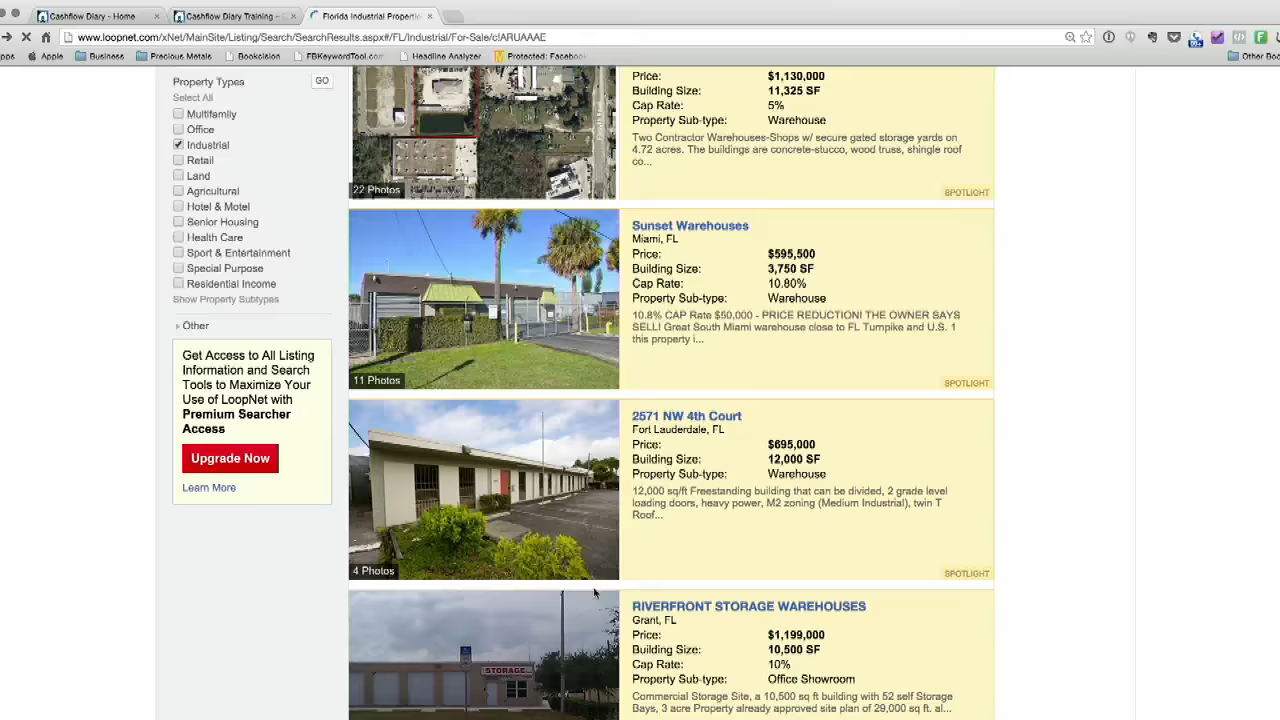 Cashflow Diary - Home
Cashflow Diary Training –
Florida Industrial Properti
www.loopnet.com/xNet/MainSite/Listing/Search/SearchResults.aspx#/FL/Industrial/For-Sale/c!ARUAAAE
pps
Apple
Business
Precious Metals
Bookcision
FBKeywordTool.com
Headline Analyzer
Protected: Facebook
Other Boo
Property Types
GO
Select All
Multifamily
Office
Industrial
Retail
Land
Agricultural
Hotel & Motel
Senior Housing
Health Care
Sport & Entertainment
Special Purpose
Residential Income
Show Property Subtypes
Other
Get Access to All Listing
Information and Search
Tools to Maximize Your
Use of LoopNet with
Premium Searcher
Access
Upgrade Now
Learn More
22 Photos
Price: $1,130,000
Building Size: 11,325 SF
Cap Rate: 5%
Property Sub-type: Warehouse
Two Contractor Warehouses-Shops w/ secure gated storage yards on
4.72 acres. The buildings are concrete-stucco, wood truss, shingle roof
co...
SPOTLIGHT
11 Photos
Sunset Warehouses
Miami, FL
Price: $595,500
Building Size: 3,750 SF
Cap Rate: 10.80%
Property Sub-type: Warehouse
10.8% CAP Rate $50,000 - PRICE REDUCTION! THE OWNER SAYS
SELL! Great South Miami warehouse close to FL Turnpike and U.S. 1
this property i...
SPOTLIGHT
4 Photos
2571 NW 4th Court
Fort Lauderdale, FL
Price: $695,000
Building Size: 12,000 SF
Property Sub-type: Warehouse
12,000 sq/ft Freestanding building that can be divided, 2 grade level
loading doors, heavy power, M2 zoning (Medium Industrial), twin T
Roof...
SPOTLIGHT
STORAGE
RIVERFRONT STORAGE WAREHOUSES
Grant, FL
Price: $1,199,000
Building Size: 10,500 SF
Cap Rate: 10%
Property Sub-type: Office Showroom
Commercial Storage Site, a 10,500 sq ft building with 52 self Storage
Bays, 3 acre Property already approved site plan of 29,000 sq. ft. al...